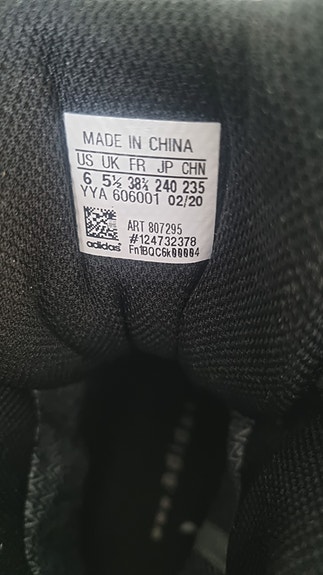 MADE IN CHINA
US UK FR JP CHN
6 5½ 38⅔ 240 235
YYA 606001 02/20
ART 807295
#124732378
adidas Fn1BQC6k00004